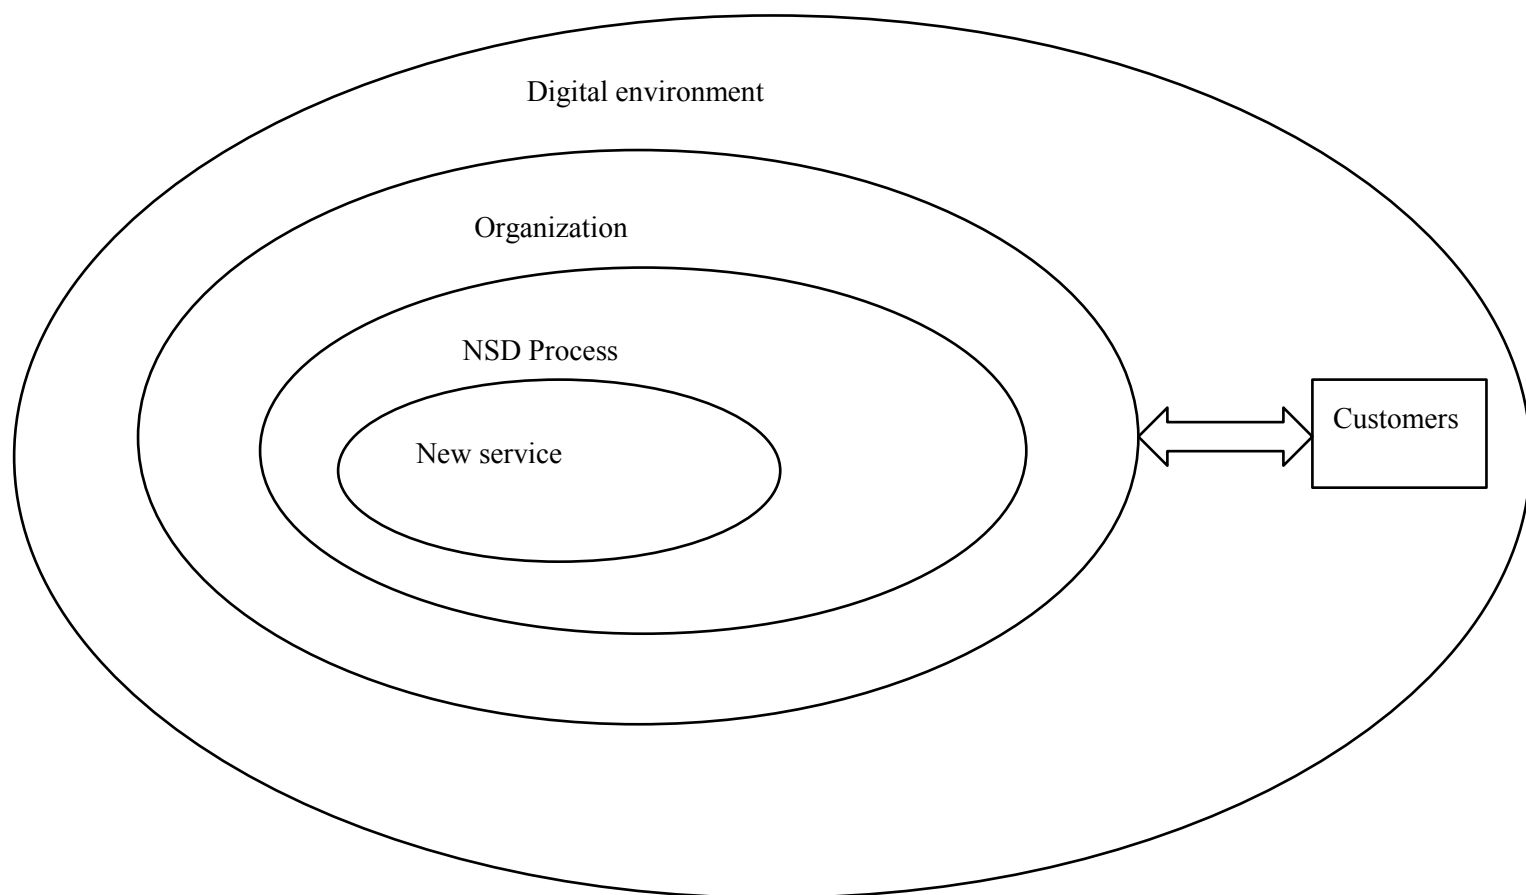 Digital environment
Organization
NSD Process
Customers
New service